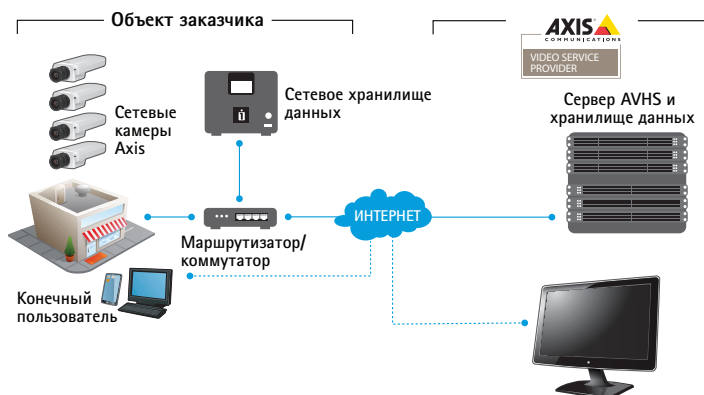 Объект заказчика
AXIS
COMMUNICATIONS
VIDEO SERVICE
PROVIDER
Сетевые
камеры
Axis
Сетевое хранилище
данных
Сервер AVHS и
хранилище данных
ИНТЕРНЕТ
Маршрутизатор/
коммутатор
Конечный
пользователь